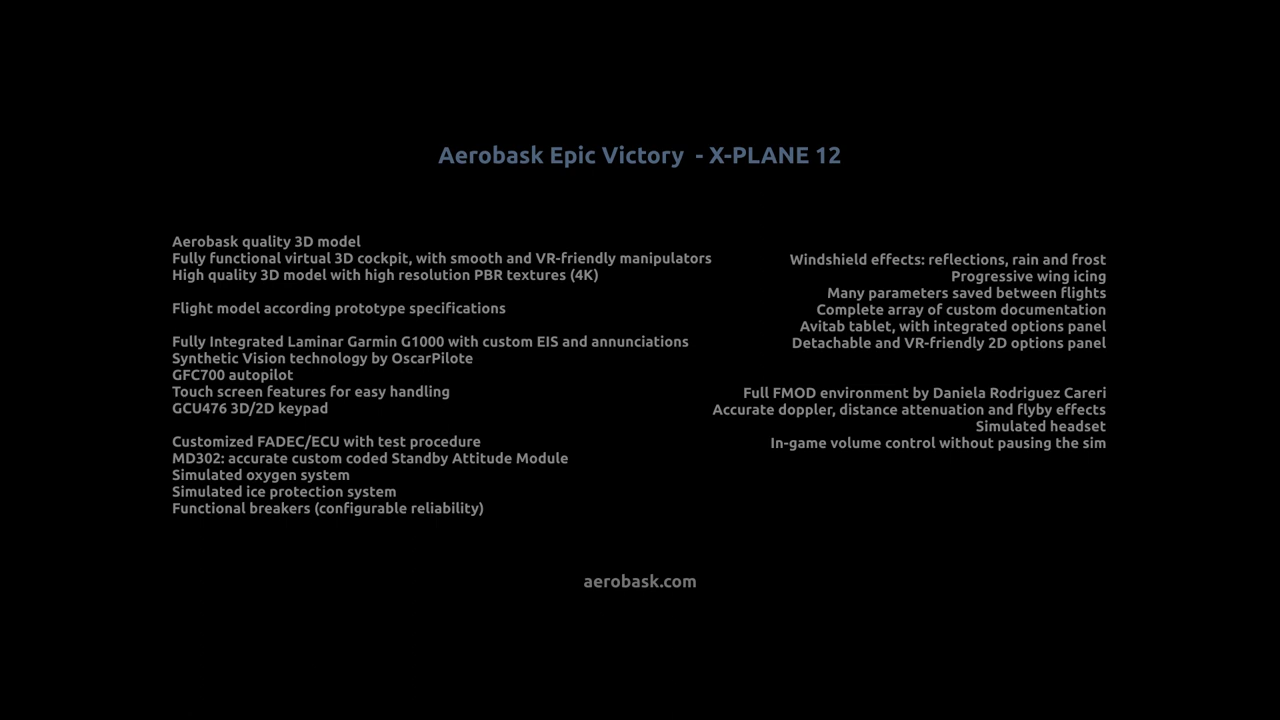 Aerobask Epic Victory - X-PLANE 12
Aerobask quality 3D model
Fully functional virtual 3D cockpit, with smooth and VR-friendly manipulators
High quality 3D model with high resolution PBR textures (4K)
Flight model according prototype specifications
Fully Integrated Laminar Garmin G1000 with custom EIS and annunciations
Synthetic Vision technology by OscarPilote
GFC700 autopilot
Touch screen features for easy handling
GCU476 3D/2D keypad
Customized FADEC/ECU with test procedure
MD302: accurate custom coded Standby Attitude Module
Simulated oxygen system
Simulated ice protection system
Functional breakers (configurable reliability)
Windshield effects: reflections, rain and frost
Progressive wing icing
Many parameters saved between flights
Complete array of custom documentation
Avitab tablet, with integrated options panel
Detachable and VR-friendly 2D options panel
Full FMOD environment by Daniela Rodriguez Careri
Accurate doppler, distance attenuation and flyby effects
Simulated headset
In-game volume control without pausing the sim
aerobask.com